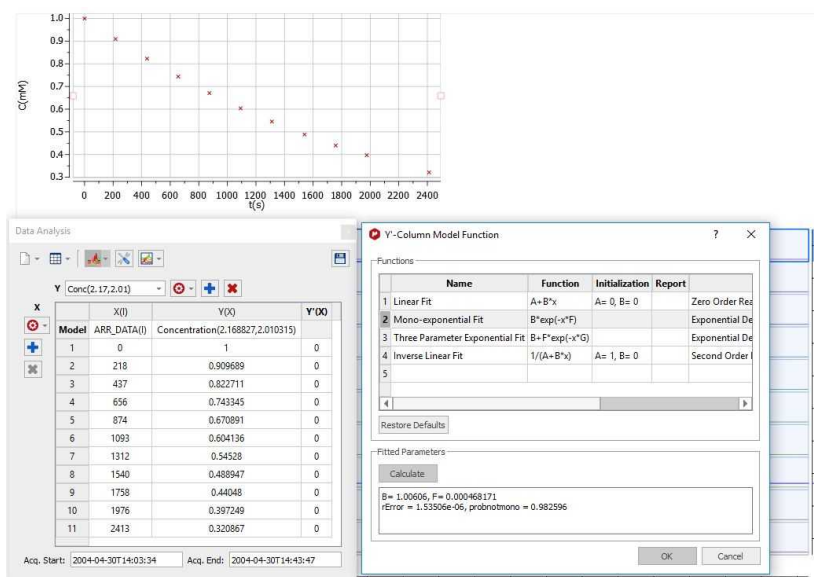 1.0
0.9
0.8
0.7
0.6
0.5
0.4
0.3
C(mM)
0 200 400 600 800 1000 1200 1400 1600 1800 2000 2200 2400
t(s)
Data Analysis
Y Conc(2.17,2.01)
X
X(I) Y(X) Y'(X)
Model ARR_DATA(I) Concentration(2.168827,2.010315)
1 0 1 0
2 218 0.909689 0
3 437 0.822711 0
4 656 0.743345 0
5 874 0.670891 0
6 1093 0.604136 0
7 1312 0.54528 0
8 1540 0.488947 0
9 1758 0.44048 0
10 1976 0.397249 0
11 2413 0.320867 0
Acq. Start: 2004-04-30T14:03:34 Acq. End: 2004-04-30T14:43:47
Y'-Column Model Function ? ×
Functions
Name Function Initialization Report
1 Linear Fit A+B*x A= 0, B= 0 Zero Order Rea
2 Mono-exponential Fit B*exp(-x*F) Exponential De
3 Three Parameter Exponential Fit B+F*exp(-x*G) Exponential De
4 Inverse Linear Fit 1/(A+B*x) A= 1, B= 0 Second Order
5
Restore Defaults
Fitted Parameters
Calculate
B= 1.00606, F= 0.000468171
rError = 1.53506e-06, probnotmono = 0.982596
OK Cancel